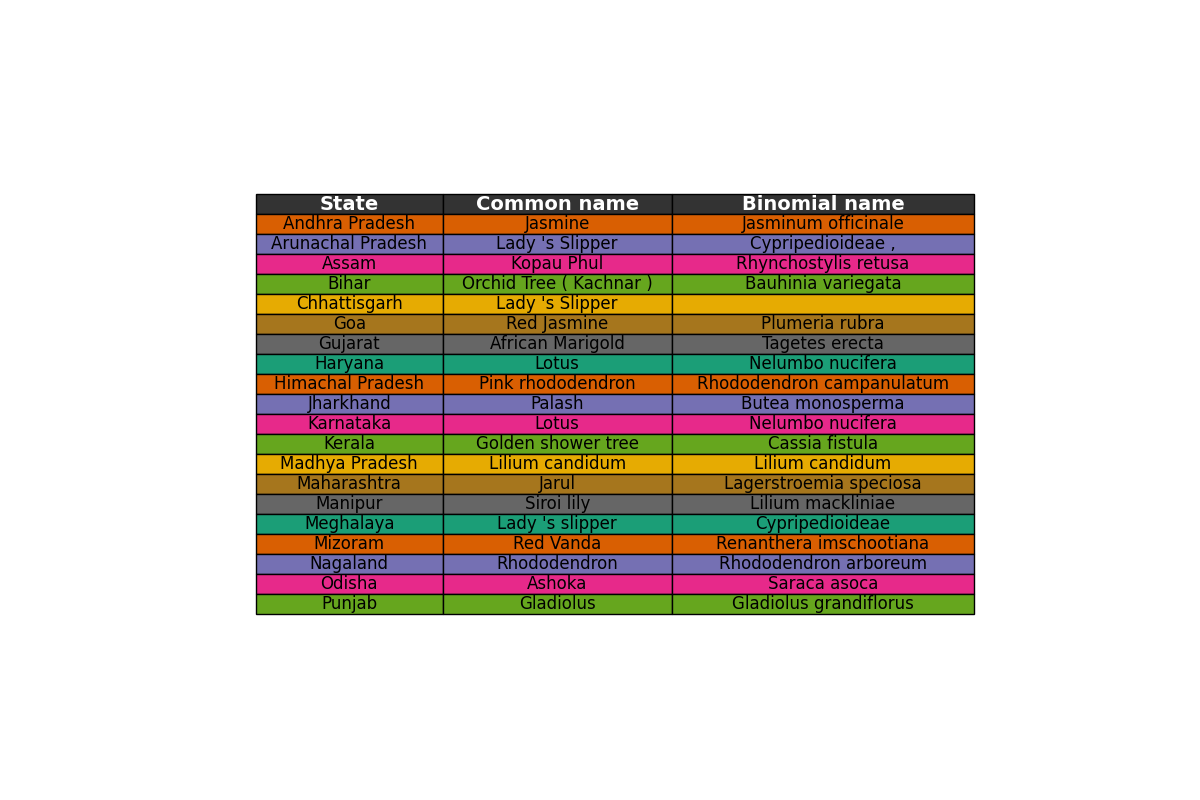 State Common name Binomial name
Andhra Pradesh Jasmine Jasminum officinale
Arunachal Pradesh Lady 's Slipper Cypripedioideae ,
Assam Kopau Phul Rhynchostylis retusa
Bihar Orchid Tree ( Kachnar ) Bauhinia variegata
Chhattisgarh Lady 's Slipper
Goa Red Jasmine Plumeria rubra
Gujarat African Marigold Tagetes erecta
Haryana Lotus Nelumbo nucifera
Himachal Pradesh Pink rhododendron Rhododendron campanulatum
Jharkhand Palash Butea monosperma
Karnataka Lotus Nelumbo nucifera
Kerala Golden shower tree Cassia fistula
Madhya Pradesh Lilium candidum Lilium candidum
Maharashtra Jarul Lagerstroemia speciosa
Manipur Siroi lily Lilium mackliniae
Meghalaya Lady 's slipper Cypripedioideae
Mizoram Red Vanda Renanthera imschootiana
Nagaland Rhododendron Rhododendron arboreum
Odisha Ashoka Saraca asoca
Punjab Gladiolus Gladiolus grandiflorus